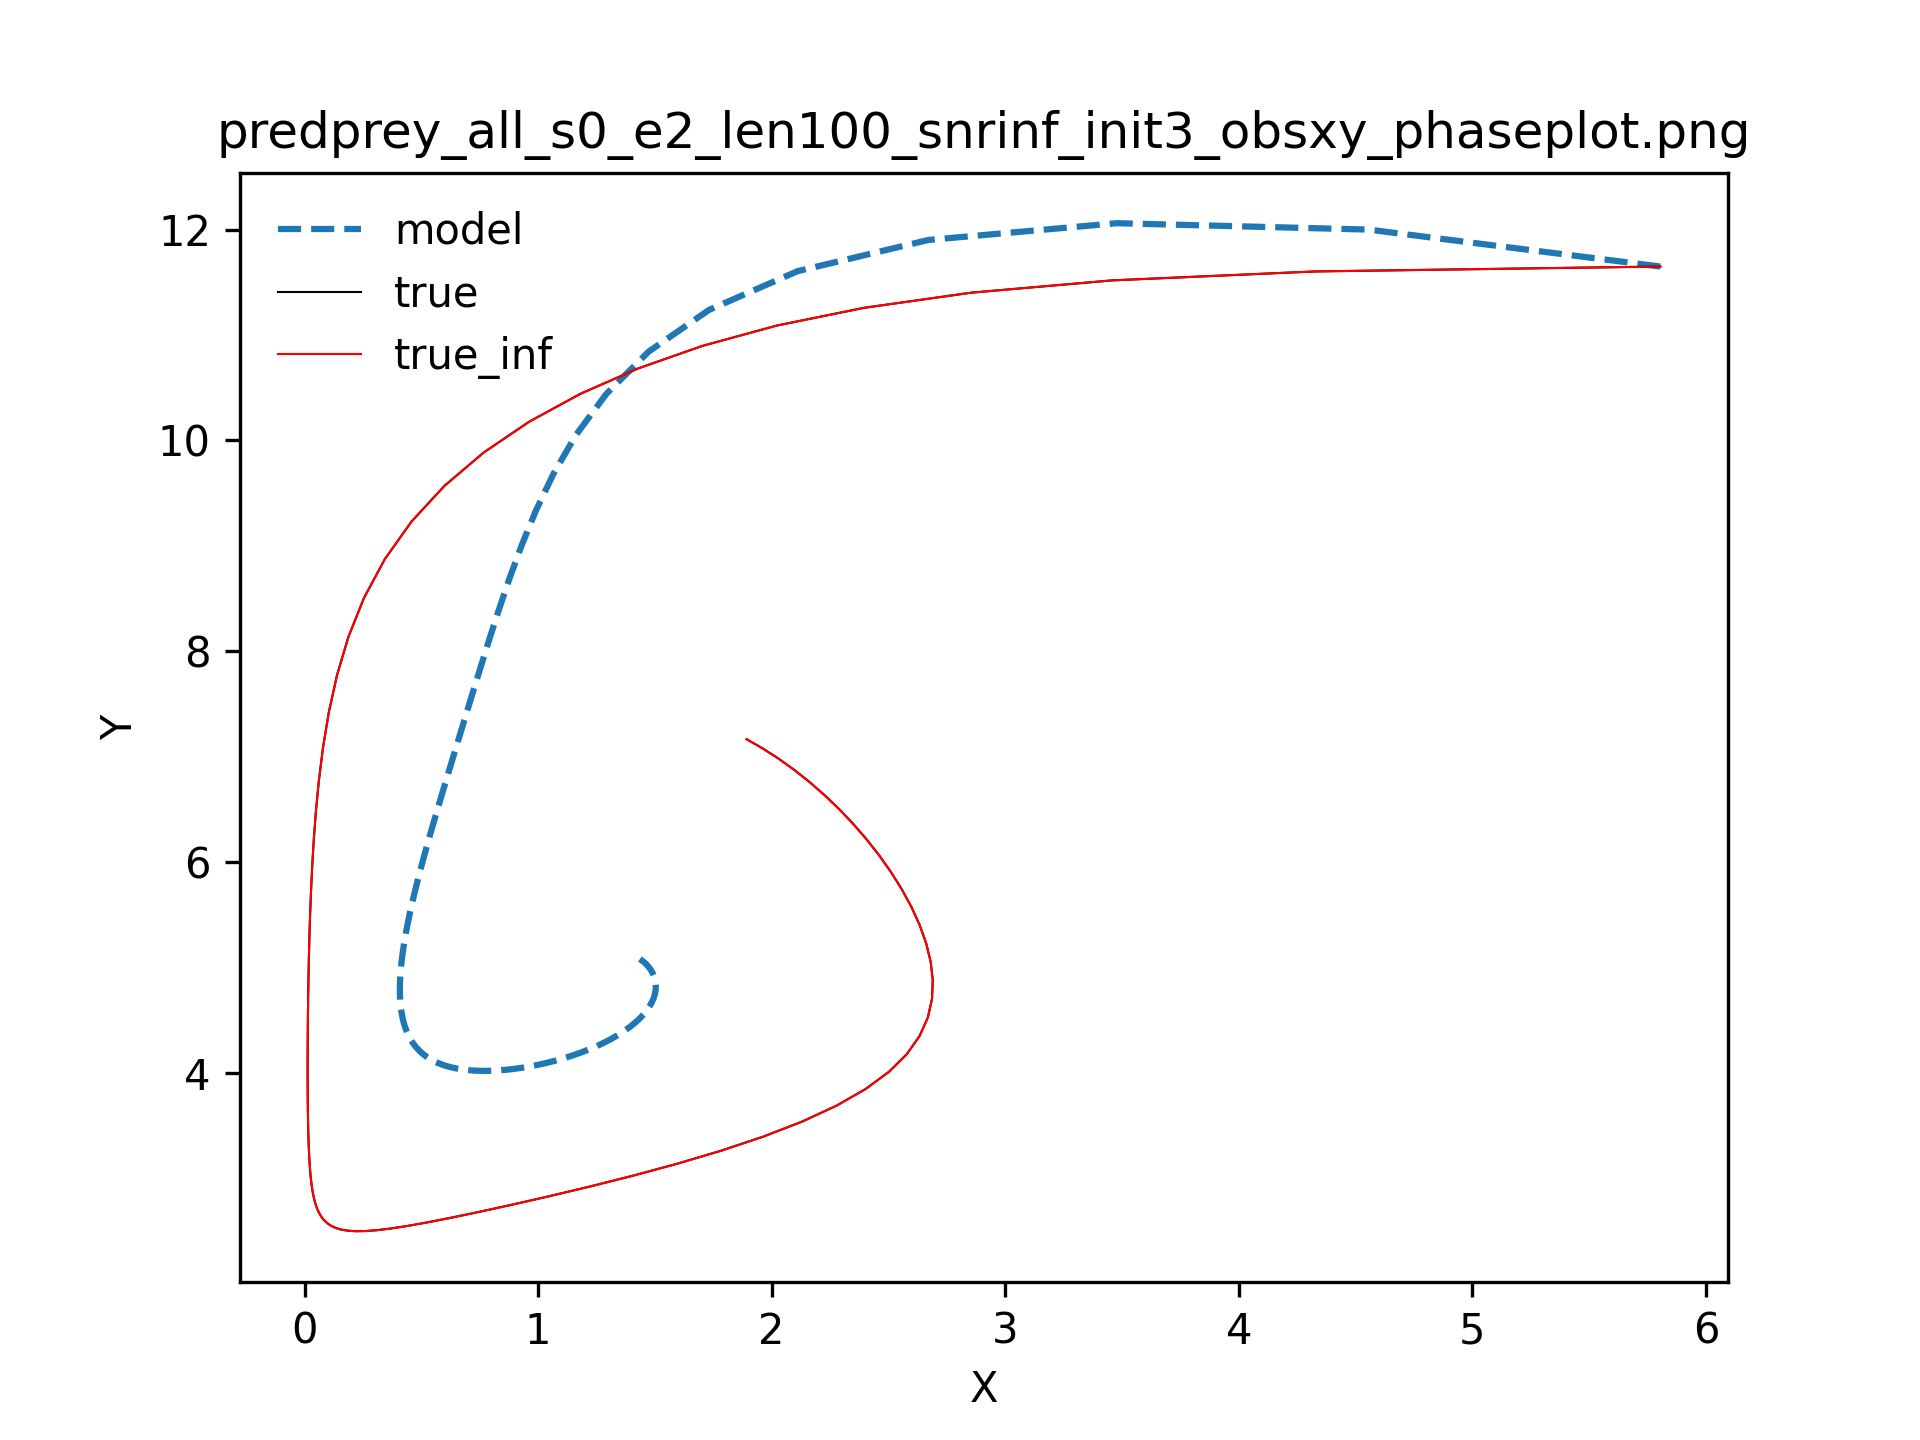 predprey_all_s0_e2_len100_snrinf_init3_obsxy_phaseplot.png
model
true
true_inf
12
10
8
6
4
Y
0 1 2 3 4 5 6
X